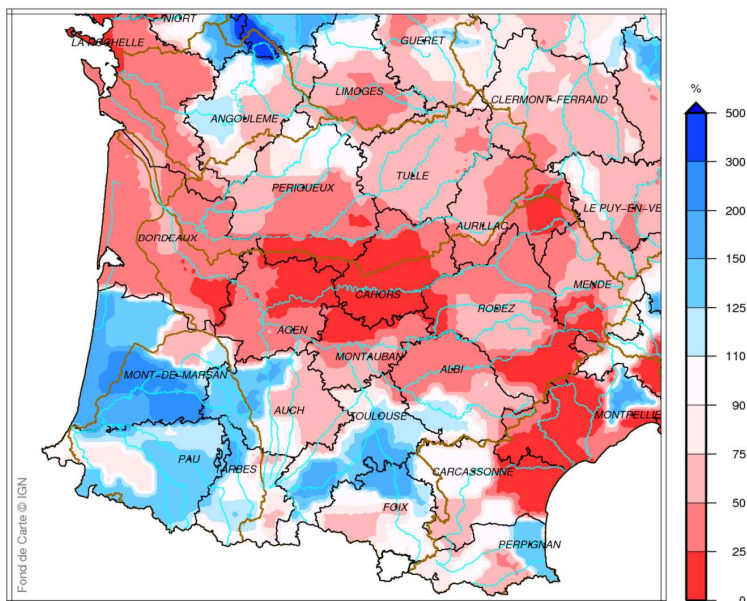 NIORT
LA ROCHELLE
GUERET
%
LIMOGES
CLERMONT-FERRAND
500
ANGOULEME
300
TULLE
PERIGUEUX
200
LE PUY-EN-VE
AURILLAC
BORDEAUX
150
MENDE
CAHORS
RODEZ
125
AGEN
MONTAUBAN
110
ALBI
MONT-DE-MARSAN
90
AUCH
TOULOUSE
MONTPELLIE
75
PAU
ARBES
CARCASSONNE
50
FOIX
PERPIGNAN
25
0
Fond de Carte © IGN